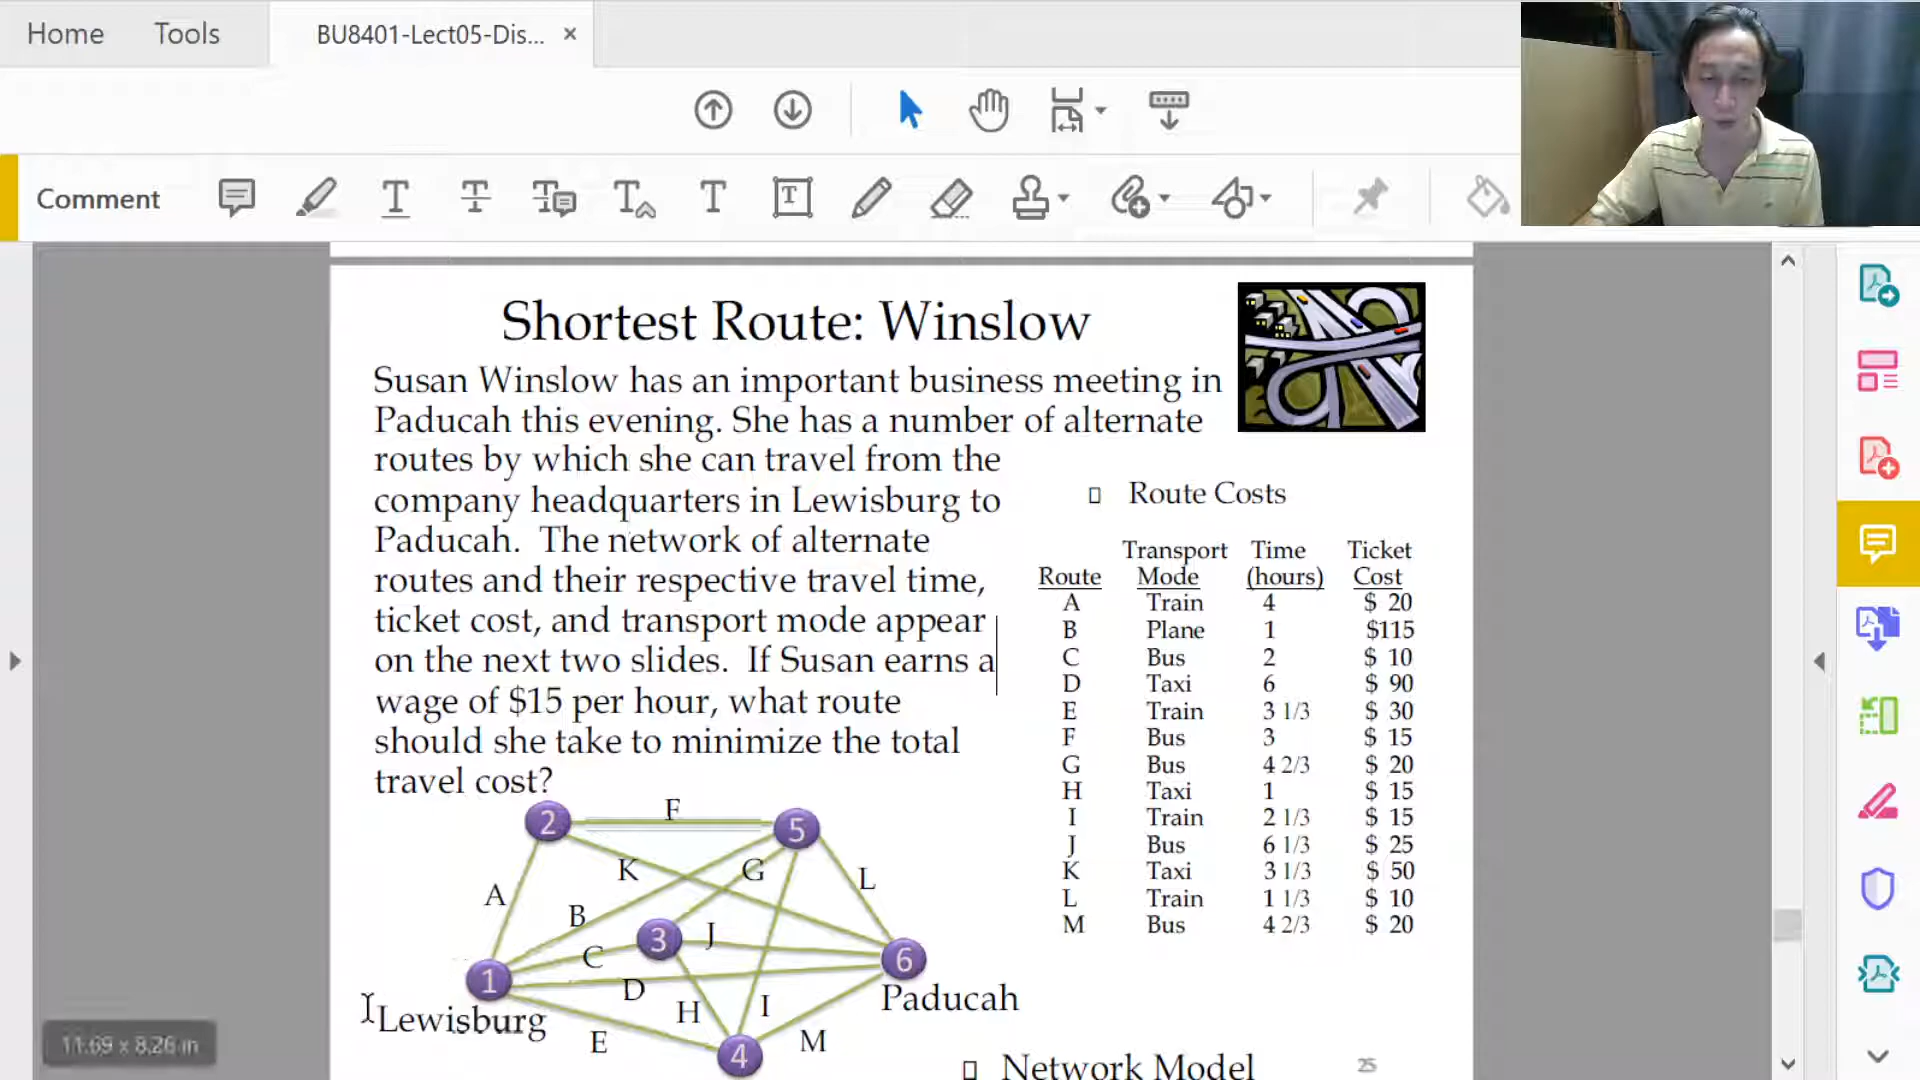 Home Tools BU8401-Lect05-Dis... ×
Comment
Shortest Route: Winslow
Susan Winslow has an important business meeting in
Paducah this evening. She has a number of alternate
routes by which she can travel from the
company headquarters in Lewisburg to
Paducah. The network of alternate
routes and their respective travel time,
ticket cost, and transport mode appear
on the next two slides. If Susan earns a
wage of $15 per hour, what route
should she take to minimize the total
travel cost?
Route Costs
Transport Time Ticket
Route Mode (hours) Cost
A Train 4 $ 20
B Plane 1 $115
C Bus 2 $ 10
D Taxi 6 $ 90
E Train 3 1/3 $ 30
F Bus 3 $ 15
G Bus 4 2/3 $ 20
H Taxi 1 $ 15
I Train 2 1/3 $ 15
J Bus 6 1/3 $ 25
K Taxi 3 1/3 $ 50
L Train 1 1/3 $ 10
M Bus 4 2/3 $ 20
F
2 5
K G L
A
B
3 J
C
1 D 6
H I Paducah
Lewisburg
E M
4
Network Model 25
11.69 x 8.26 in